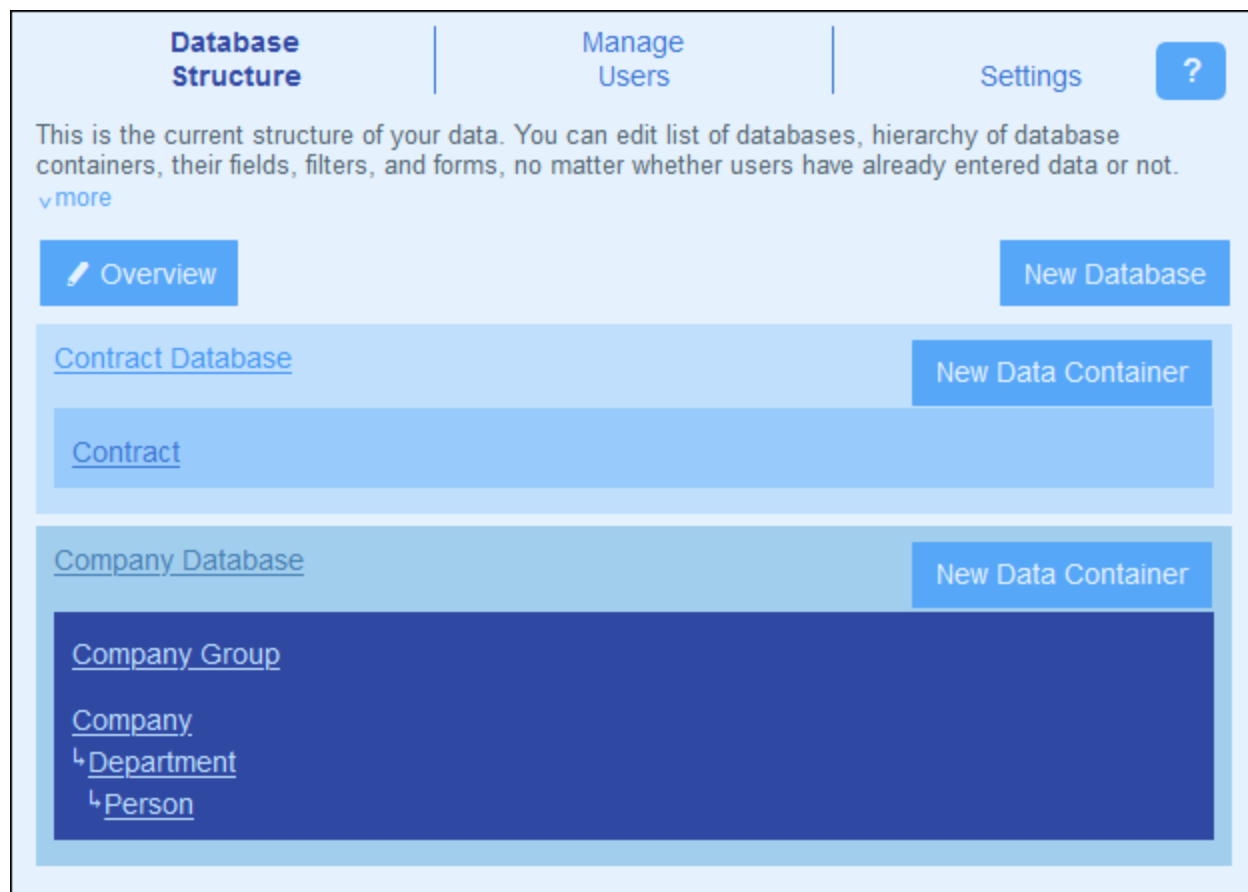 Database
Structure
Manage
Users
Settings
?
This is the current structure of your data. You can edit list of databases, hierarchy of database
containers, their fields, filters, and forms, no matter whether users have already entered data or not.
˅ more
Overview
New Database
Contract Database
New Data Container
Contract
Company Database
New Data Container
Company Group
Company
↳Department
↳Person